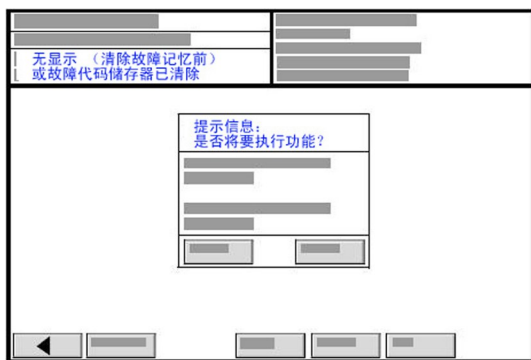 无显示 （清除故障记忆前）
或故障代码储存器已清除
提示信息：
是否将要执行功能？